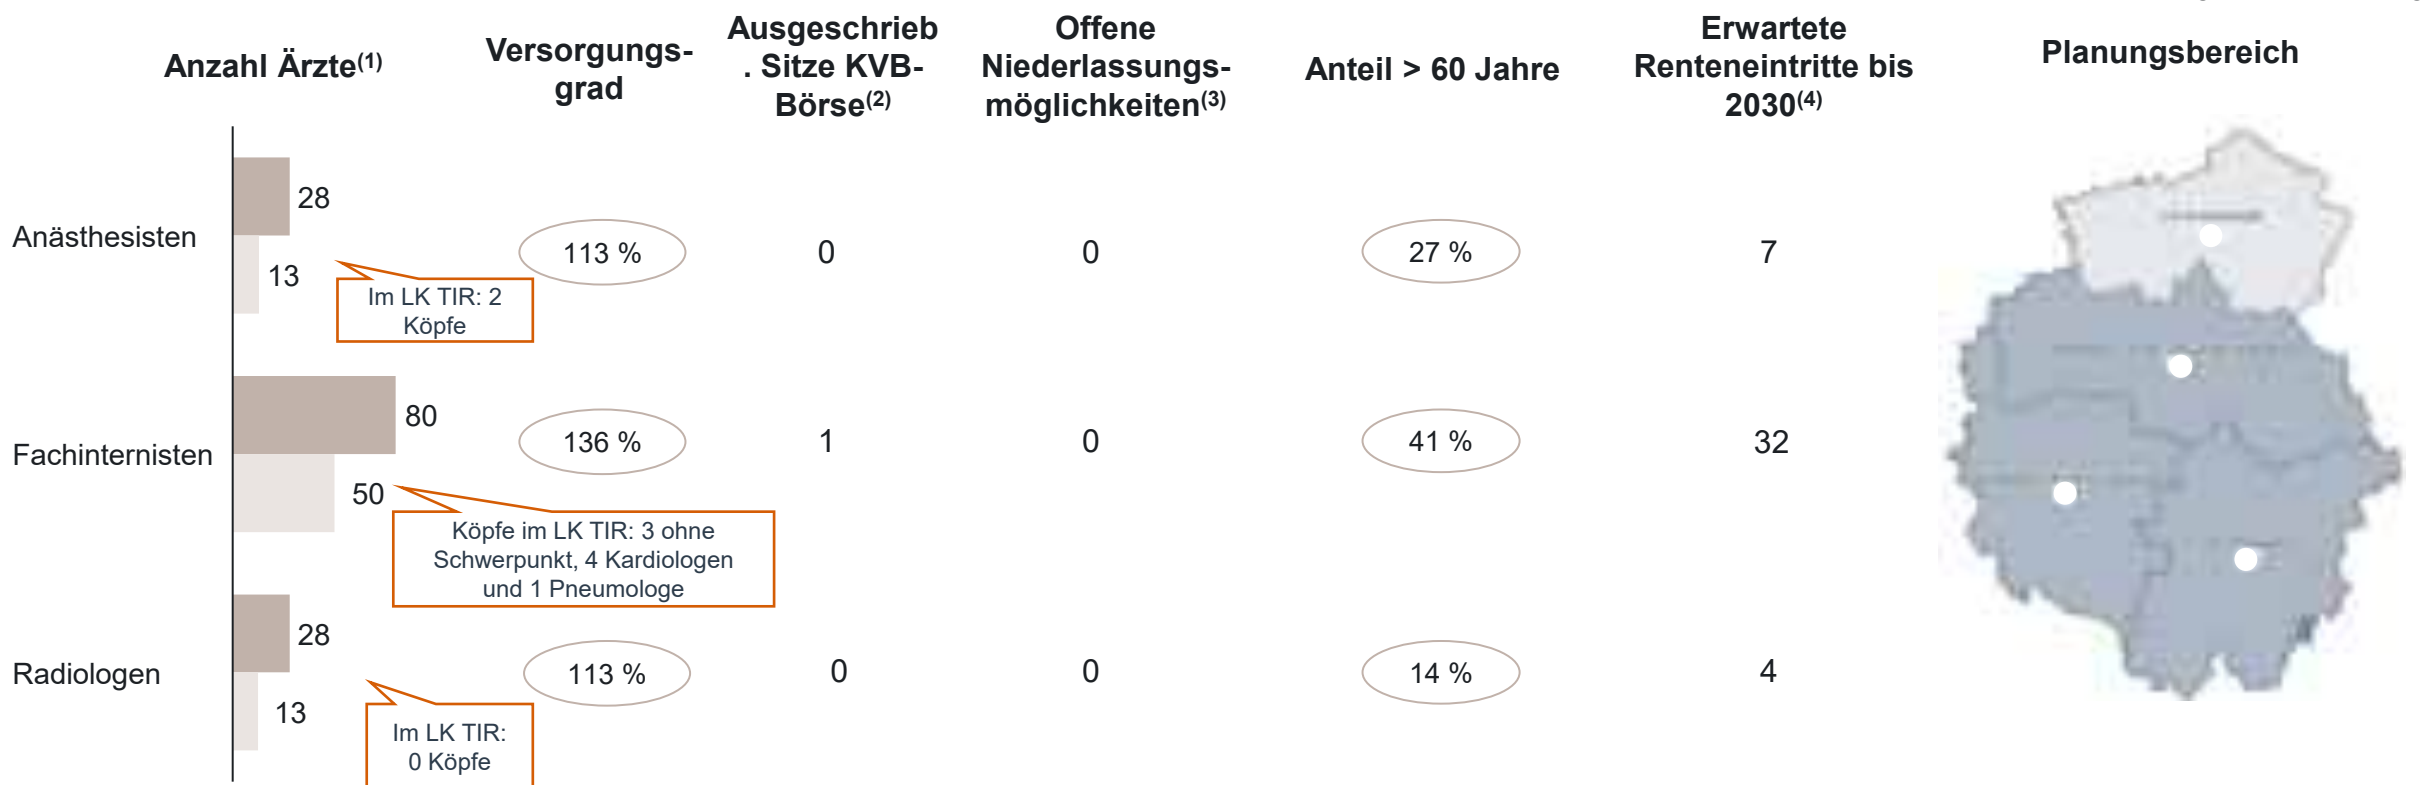 Anzahl Ärzte(1)
Versorgungs-
grad
Ausgeschrieb
. Sitze KVB-
Börse(2)
Offene
Niederlassungs-
möglichkeiten(3)
Anteil > 60 Jahre
Erwartete
Renteneintritte bis
2030(4)
Planungsbereich
Anästhesisten
28
13
Im LK TIR: 2
Köpfe
113 %
0
0
27 %
7
Fachinternisten
80
50
Köpfe im LK TIR: 3 ohne
Schwerpunkt, 4 Kardiologen
und 1 Pneumologe
136 %
1
0
41 %
32
Radiologen
28
13
Im LK TIR:
0 Köpfe
113 %
0
0
14 %
4